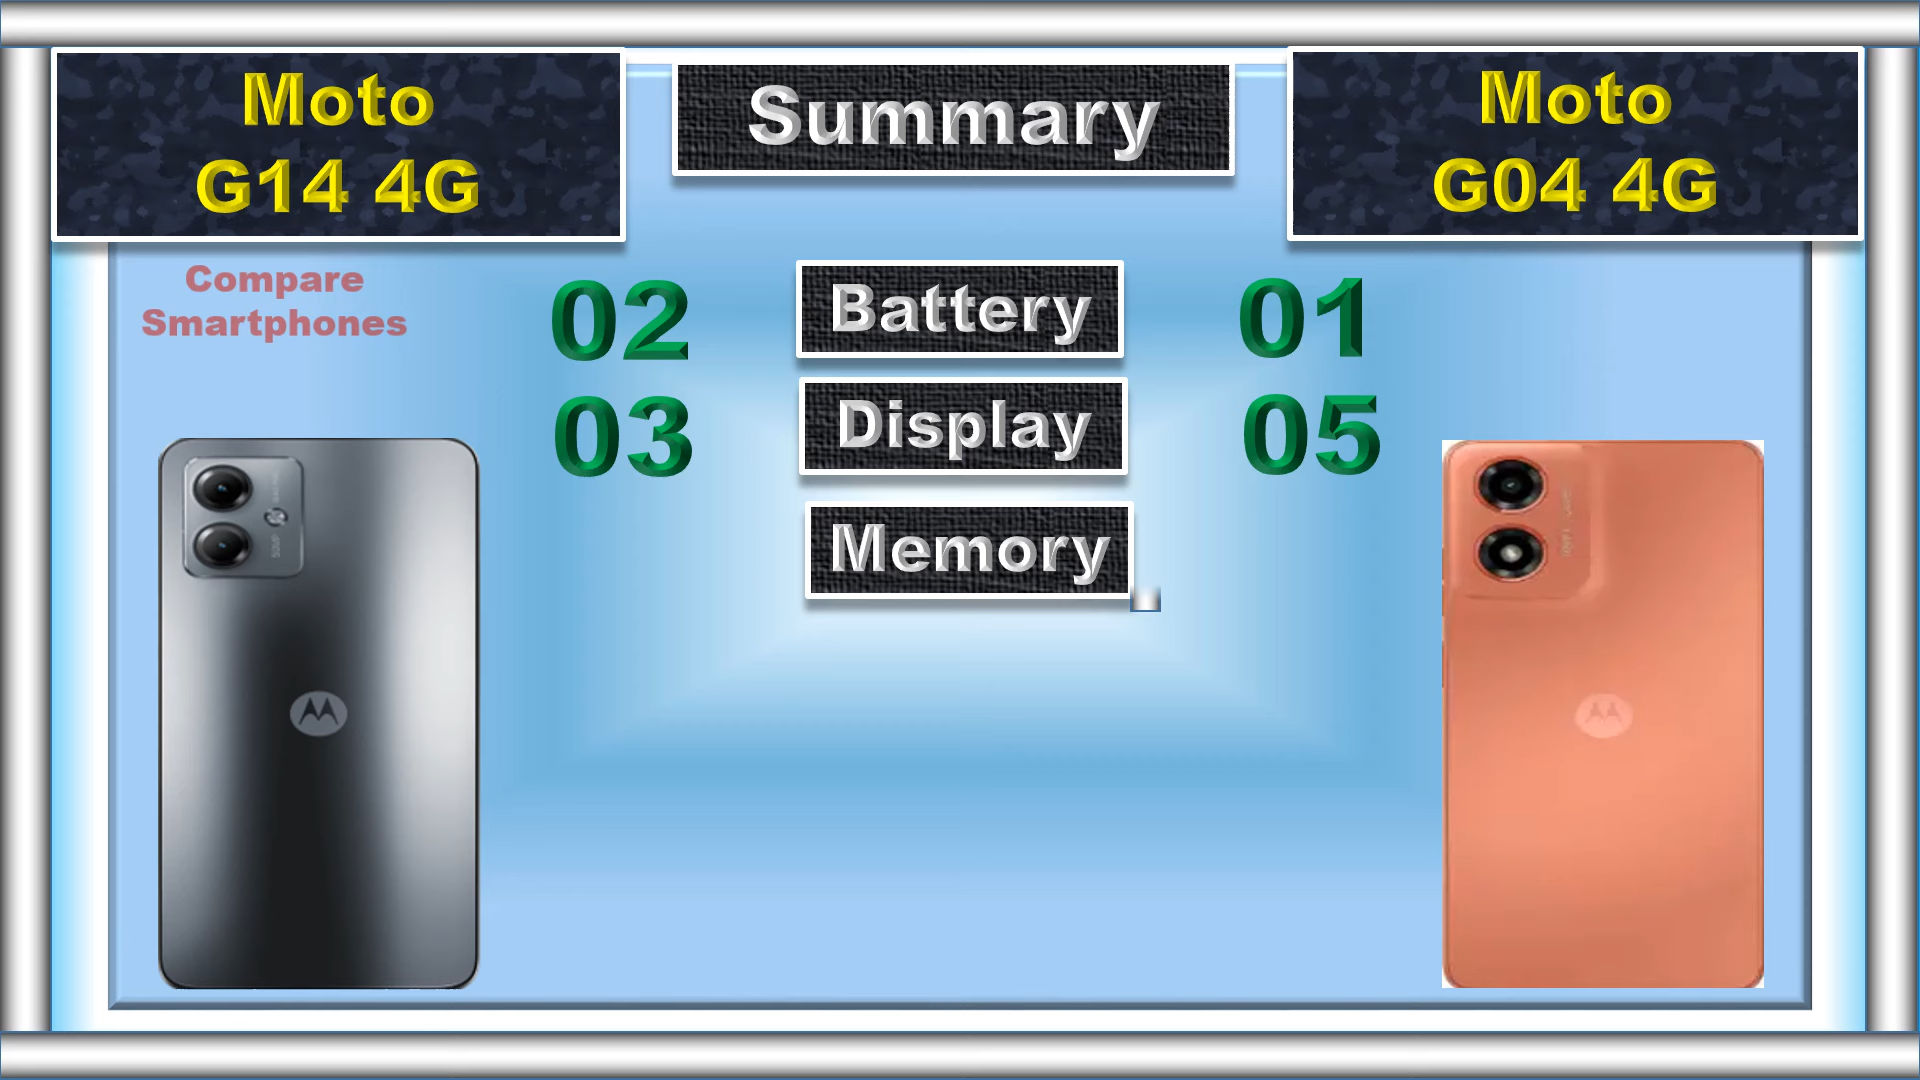 Moto
G14 4G
Summary
Moto
G04 4G
Compare
Smartphones
02
Battery
01
03
Display
05
Memory